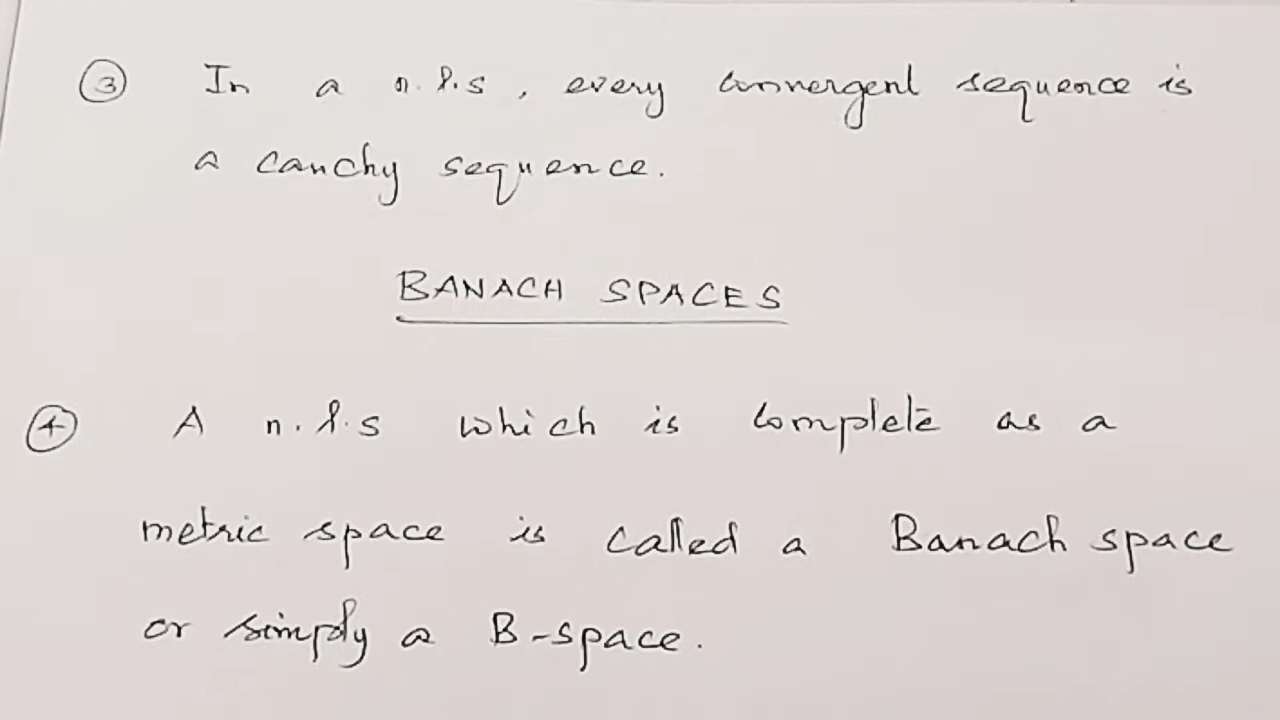 ③ In a n.l.s, every convergent sequence is
a cauchy sequence.
BANACH SPACES
④ A n.l.s which is complete as a
metric space is called a Banach space
or simply a B-space.